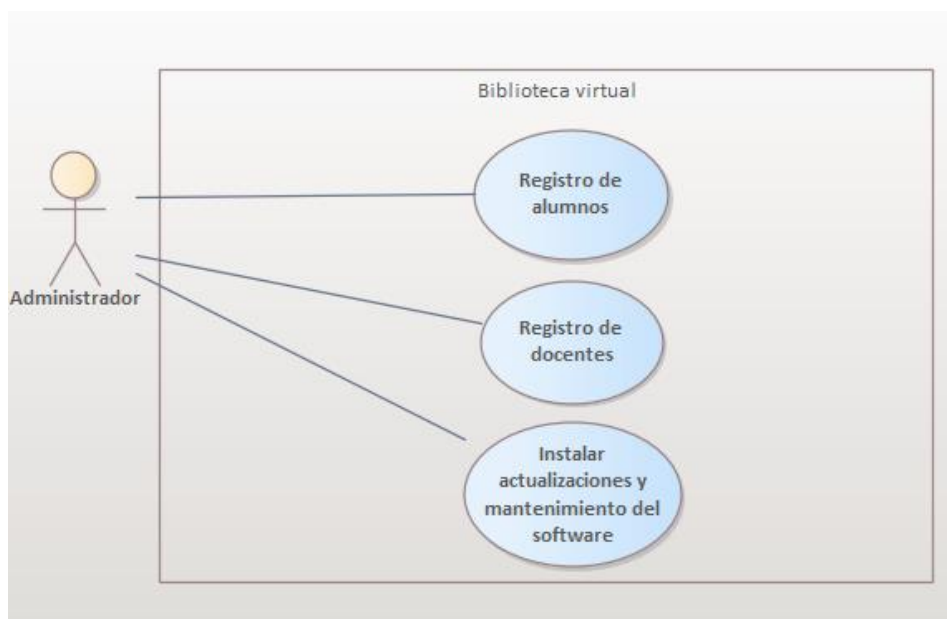 Biblioteca virtual
Registro de
alumnos
Administrador
Registro de
docentes
Instalar
actualizaciones y
mantenimiento del
software